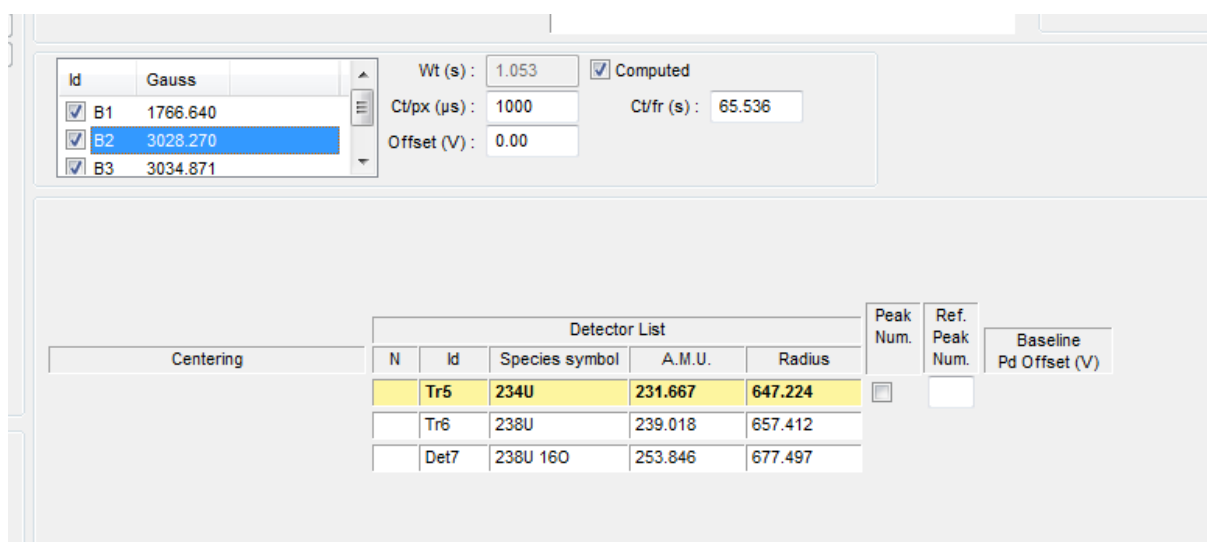 Id Gauss
B1 1766.640
B2 3028.270
B3 3034.871
Wt (s) : 1.053 Computed
Ct/px (µs) : 1000 Ct/fr (s) : 65.536
Offset (V) : 0.00
Centering
Detector List
Peak Num.
Ref. Peak Num.
Baseline Pd Offset (V)
N Id Species symbol A.M.U. Radius
Tr5 234U 231.667 647.224
Tr6 238U 239.018 657.412
Det7 238U 16O 253.846 677.497